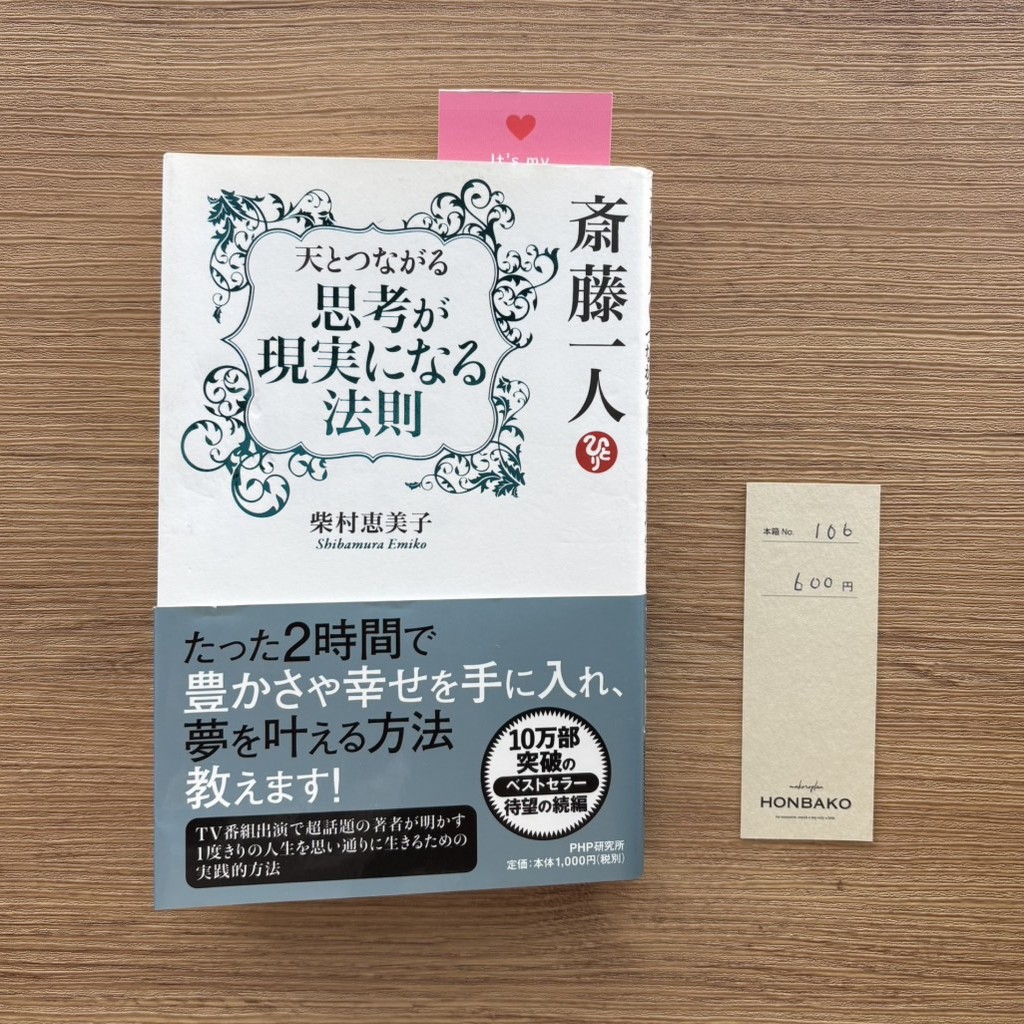 It's my
斎藤一人
ひとり
天とつながる
思考が
現実になる
法則
柴村恵美子
Shibamura Emiko
たった2時間で
豊かさや幸せを手に入れ、
夢を叶える方法
教えます!
10万部
突破の
ベストセラー
待望の続編
TV番組出演で超話題の著者が明かす
1度きりの人生を思い通りに生きるための
実践的方法
PHP研究所
定価:本体1,000円(税別)
本箱 No. 106
600 円
HONBAKO